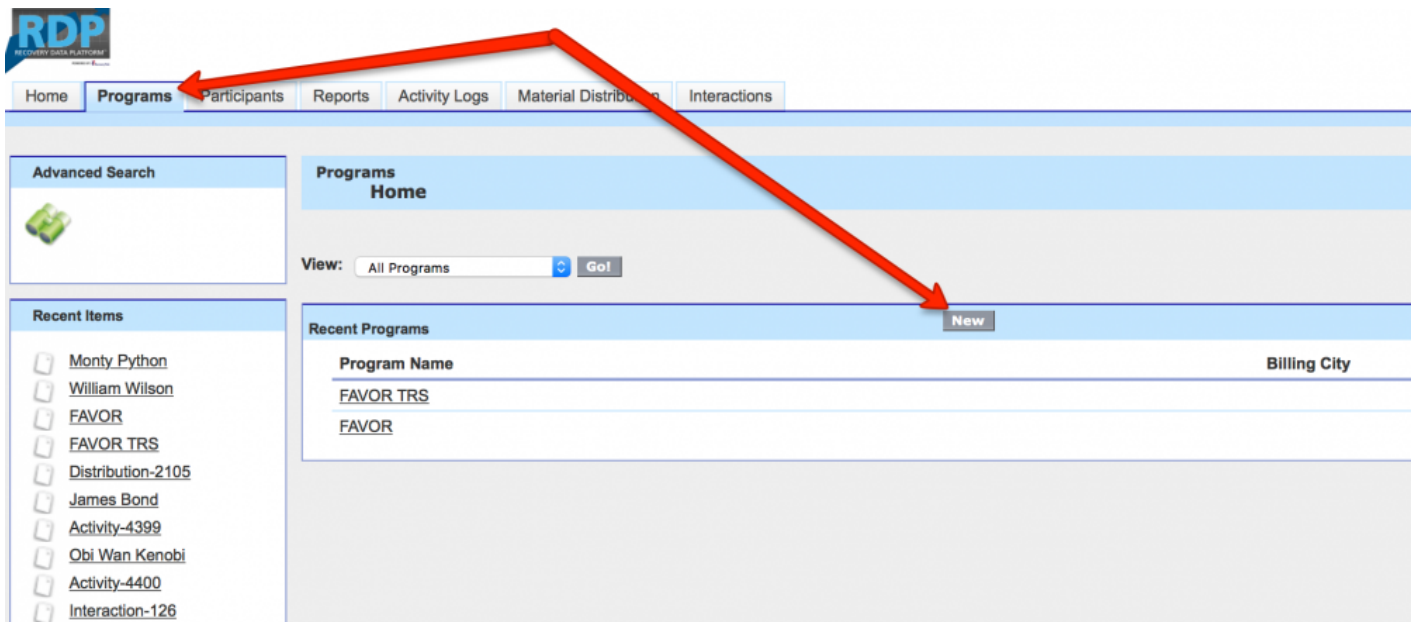 RDP
RECOVERY DATA PLATFORM
Home Programs Participants Reports Activity Logs Material Distribution Interactions
Advanced Search
Programs
Home
View: All Programs Go!
Recent Items
Recent Programs New
Program Name Billing City
FAVOR TRS
FAVOR
Monty Python
William Wilson
FAVOR
FAVOR TRS
Distribution-2105
James Bond
Activity-4399
Obi Wan Kenobi
Activity-4400
Interaction-126